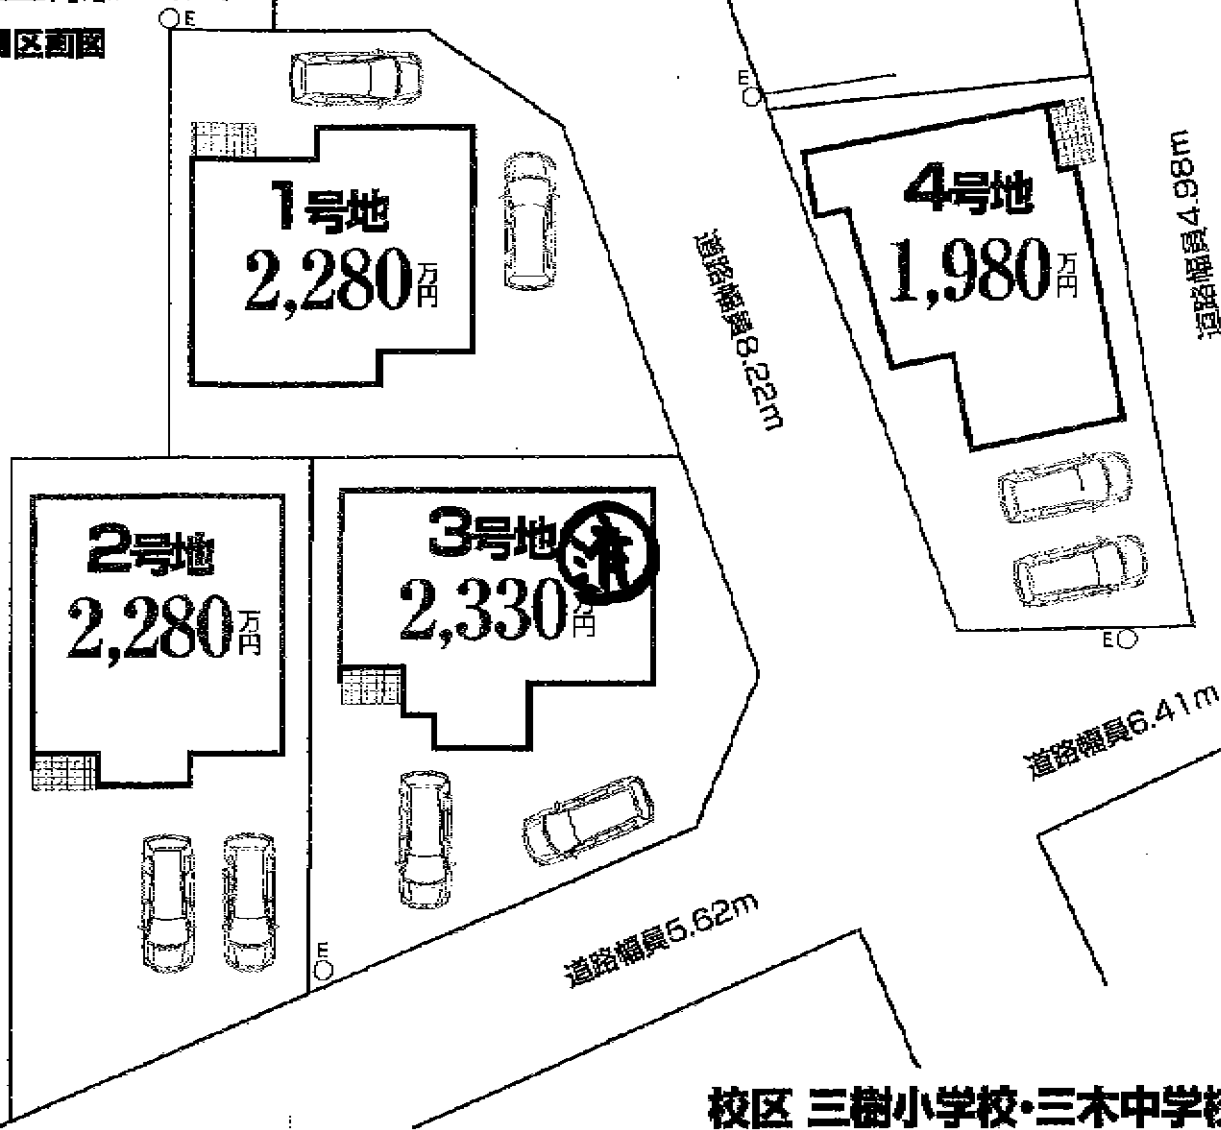 区画図
E
E
1号地
2,280万円
4号地
1,980万円
道路幅員4.98m
道路幅員8.22m
2号地
2,280万円
3号地
済
2,330万円
E
道路幅員6.41m
道路幅員5.62m
E
校区 三樹小学校・三木中学校